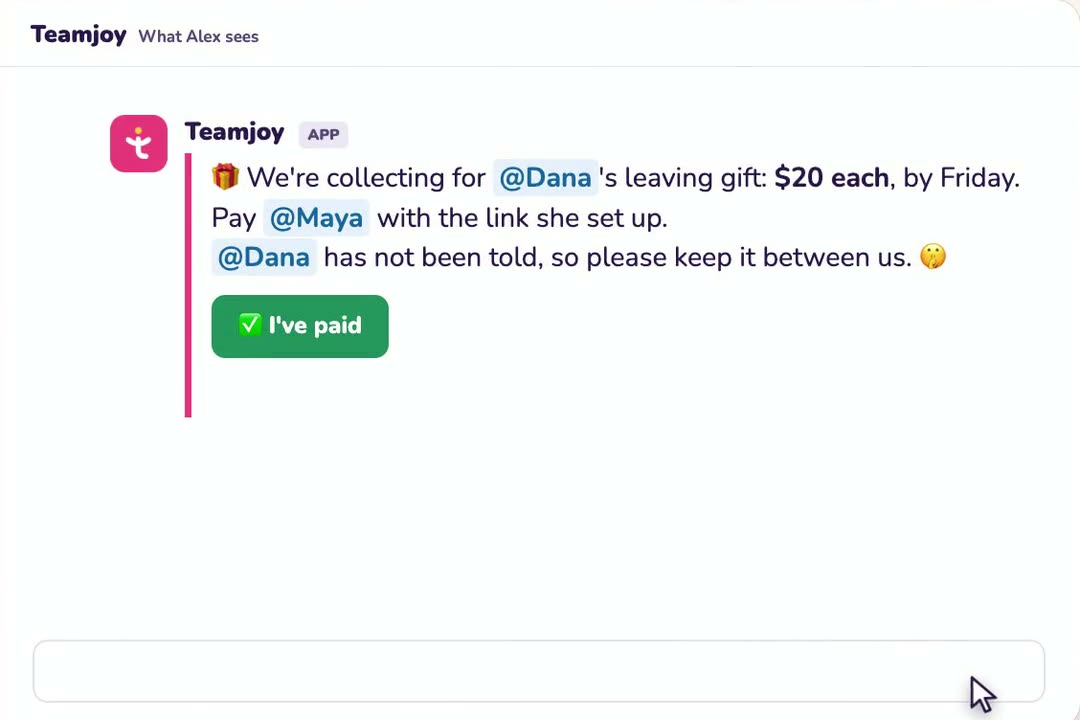 Teamjoy What Alex sees
Teamjoy APP
🎁 We're collecting for @Dana's leaving gift: $20 each, by Friday.
Pay @Maya with the link she set up.
@Dana has not been told, so please keep it between us. 🤫
✅ I've paid